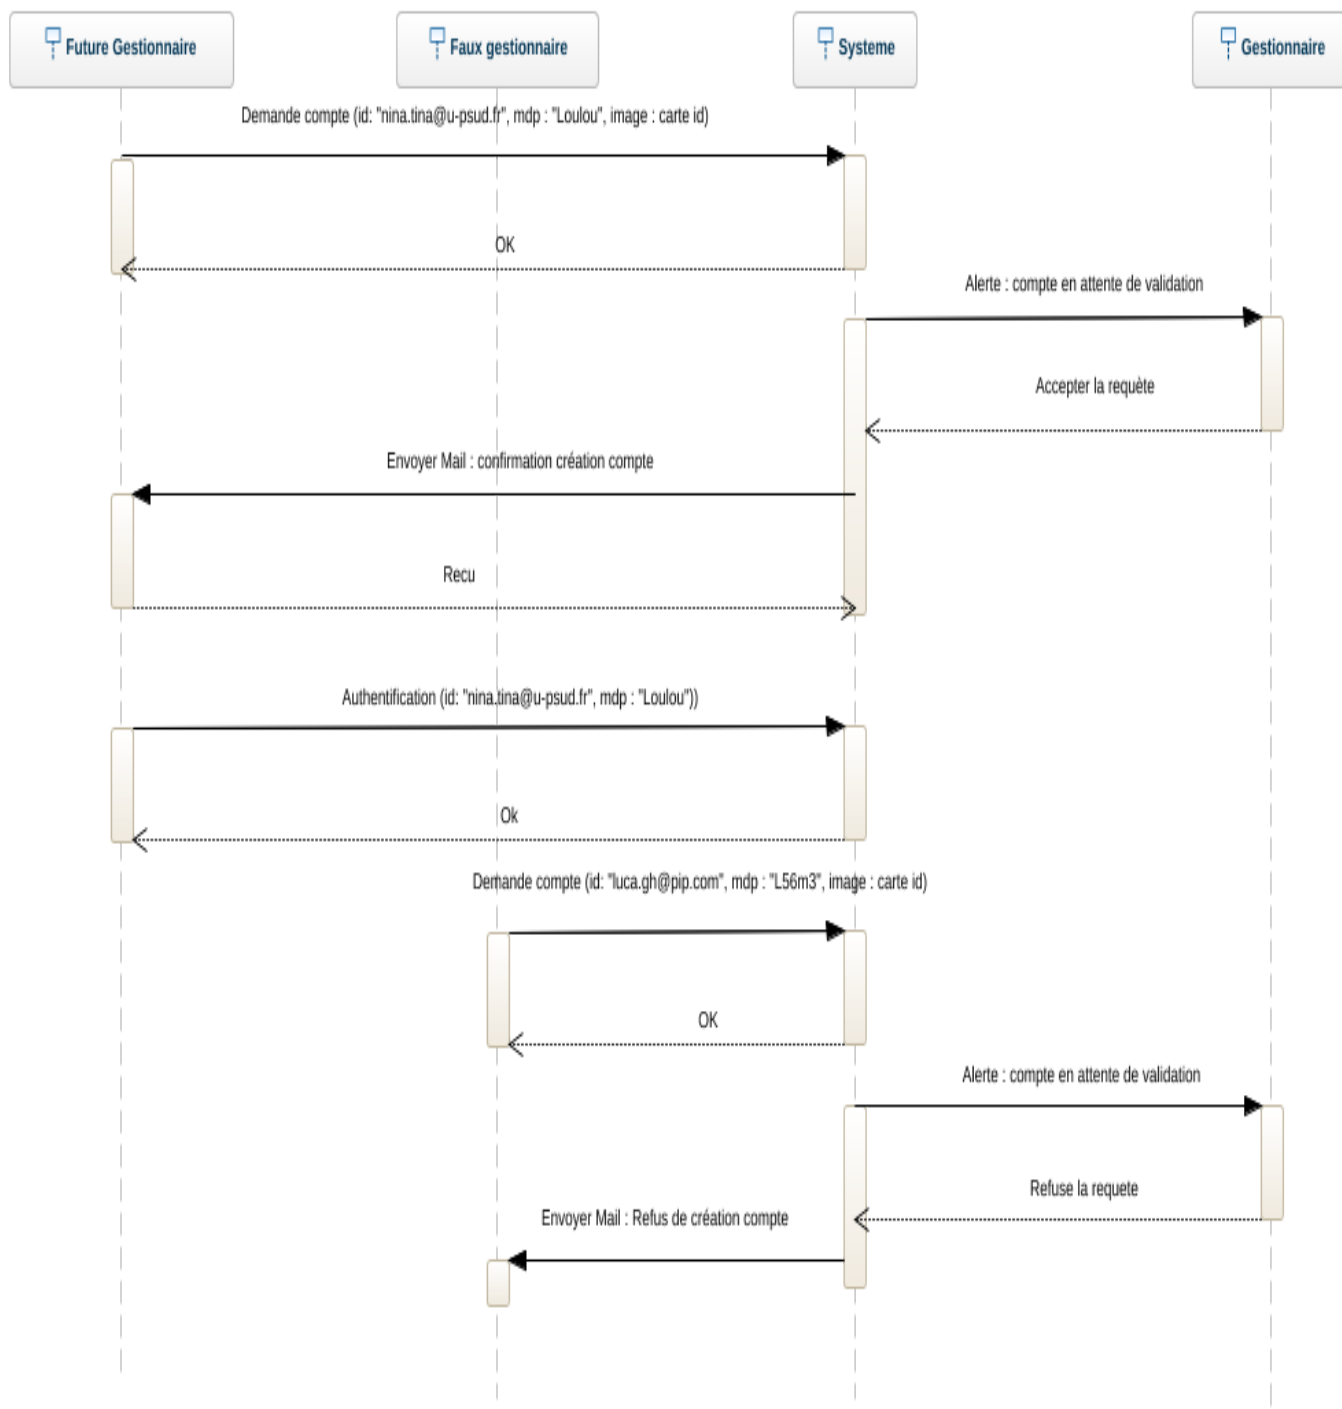 Future Gestionnaire
Faux gestionnaire
Systeme
Gestionnaire
Demande compte (id: "nina.tina@u-psud.fr", mdp : "Loulou", image : carte id)
OK
Alerte : compte en attente de validation
Accepter la requète
Envoyer Mail : confirmation création compte
Recu
Authentification (id: "nina.tina@u-psud.fr", mdp : "Loulou"))
Ok
Demande compte (id: "luca.gh@pip.com", mdp : "L56m3", image : carte id)
OK
Alerte : compte en attente de validation
Refuse la requete
Envoyer Mail : Refus de création compte